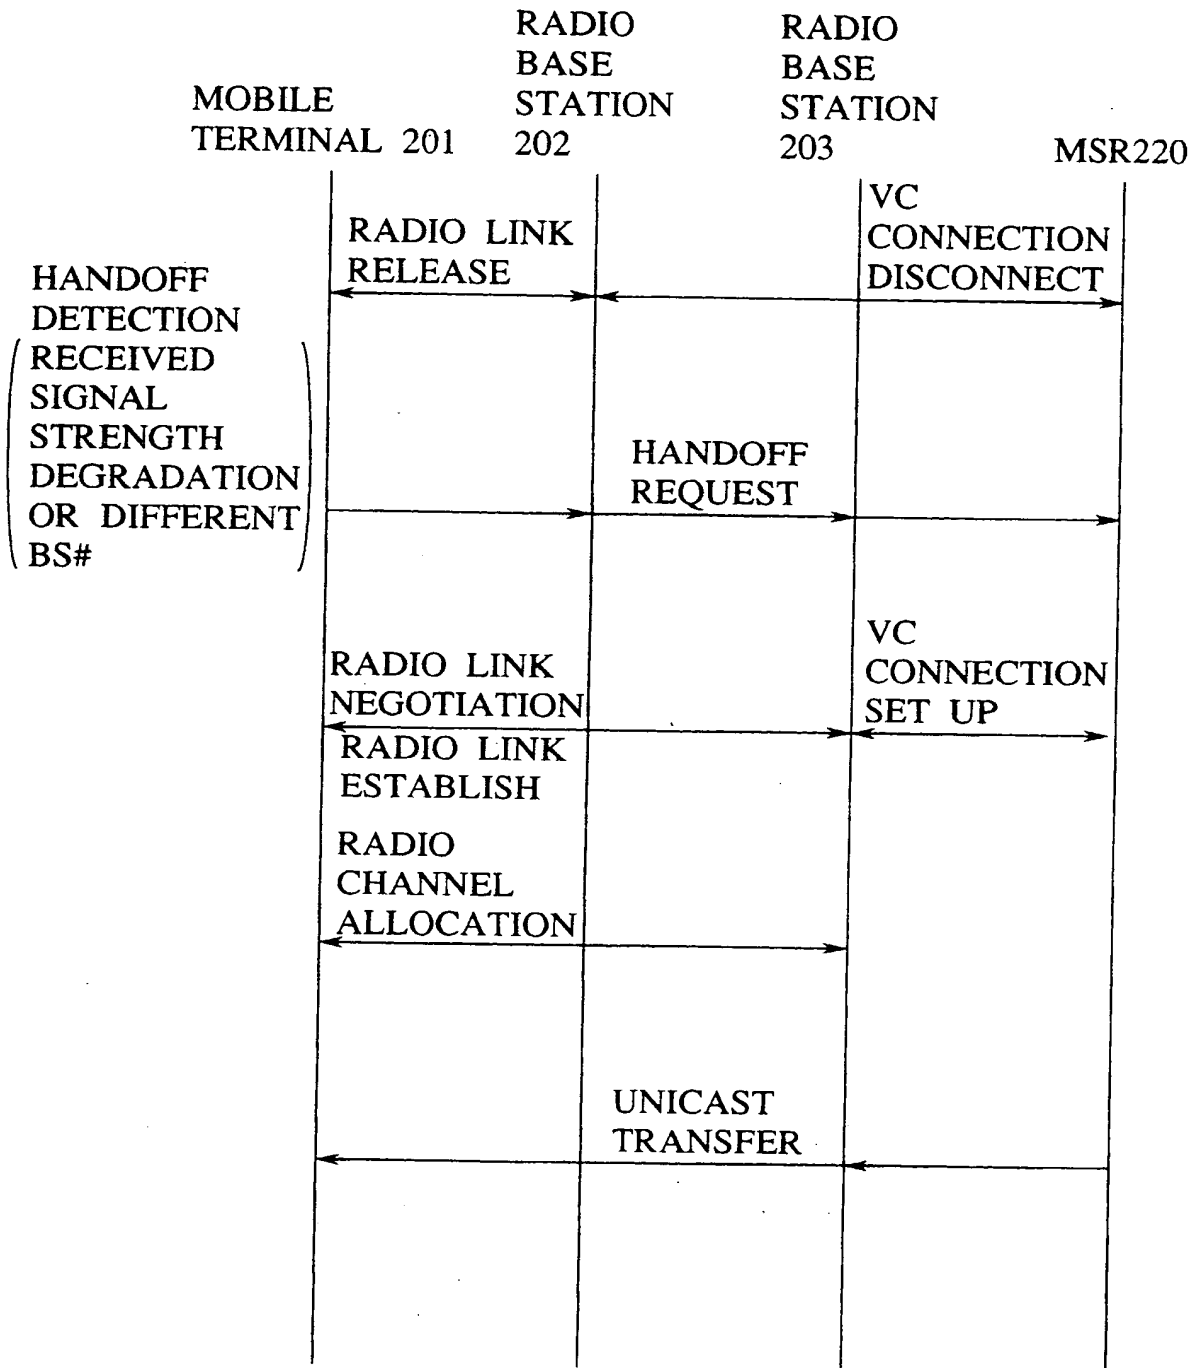 MOBILE
TERMINAL 201
RADIO
BASE
STATION
202
RADIO
BASE
STATION
203
MSR220
RADIO LINK
RELEASE
VC
CONNECTION
DISCONNECT
HANDOFF
DETECTION
RECEIVED
SIGNAL
STRENGTH
DEGRADATION
OR DIFFERENT
BS#
HANDOFF
REQUEST
RADIO LINK
NEGOTIATION
VC
CONNECTION
SET UP
RADIO LINK
ESTABLISH
RADIO
CHANNEL
ALLOCATION
UNICAST
TRANSFER